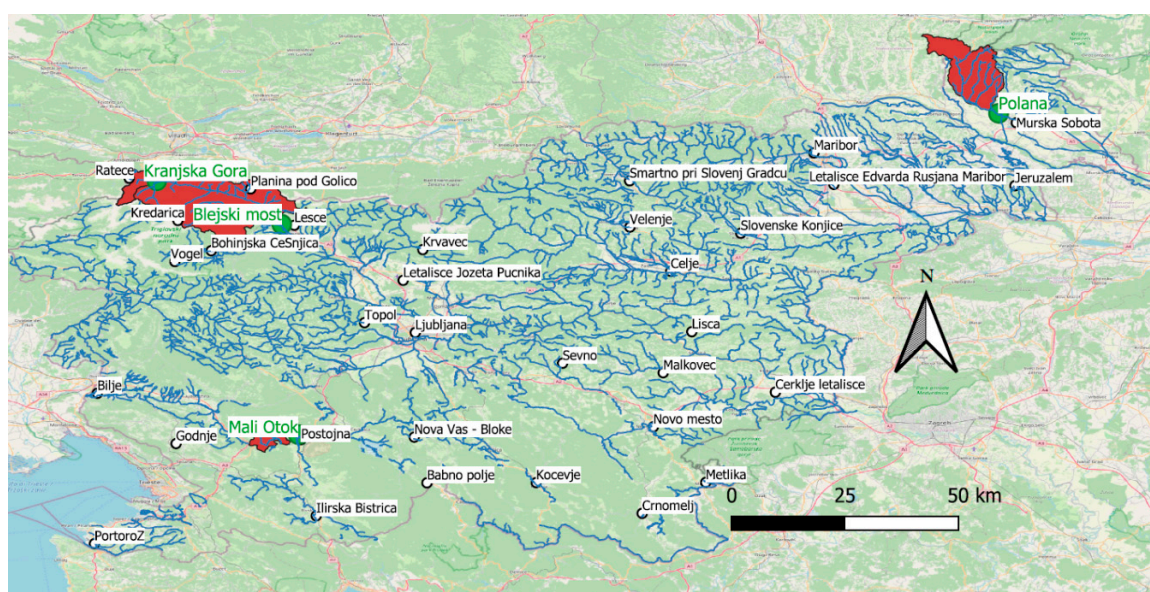 Polana
Murska Sobota
Maribor
Ratece
Kranjska Gora
Planina pod Golico
Smartno pri Slovenj Gradcu
Letalisce Edvarda Rusjana Maribor
Jeruzalem
Kredarica
Blejski most
Lesce
Velenje
Slovenske Konjice
Bohinjska CeSnjica
Krvavec
Vogel
Celje
Letalisce Jozeta Pucnika
N
Topol
Ljubljana
Lisca
Sevno
Malkovec
Bilje
Cerklje letalisce
Zagreb
Mali Otok
Postojna
Nova Vas - Bloke
Novo mesto
Godnje
Babno polje
Kocevje
Metlika
0
25
50 km
Ilirska Bistrica
Crnomelj
PortoroZ